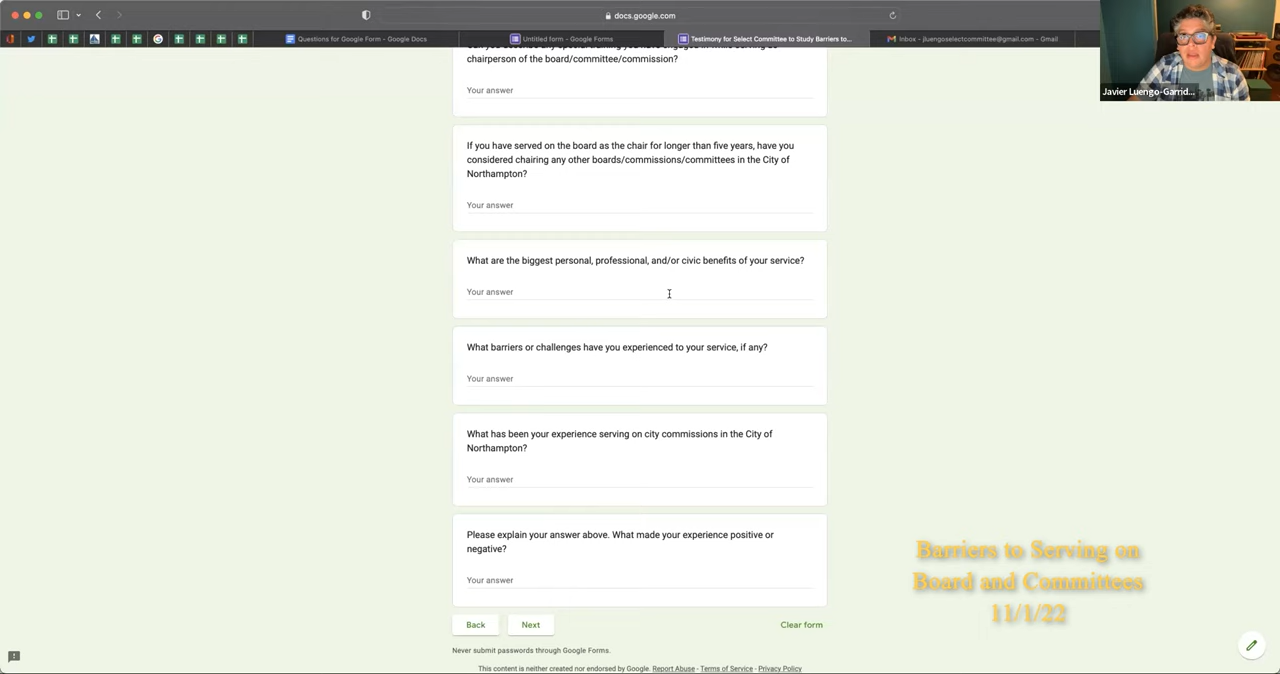 docs.google.com
Questions for Google Form - Google Docs
Untitled form - Google Forms
Testimony for Select Committee to Study Barriers to...
Inbox - jluengoselectcommittee@gmail.com - Gmail
Javier Luengo-Garrid...
chairperson of the board/committee/commission?
Your answer
If you have served on the board as the chair for longer than five years, have you
considered chairing any other boards/commissions/committees in the City of
Northampton?
Your answer
What are the biggest personal, professional, and/or civic benefits of your service?
Your answer
What barriers or challenges have you experienced to your service, if any?
Your answer
What has been your experience serving on city commissions in the City of
Northampton?
Your answer
Please explain your answer above. What made your experience positive or
negative?
Your answer
Back
Next
Clear form
Never submit passwords through Google Forms.
This content is neither created nor endorsed by Google. Report Abuse - Terms of Service - Privacy Policy
Barriers to Serving on
Board and Committees
11/1/22